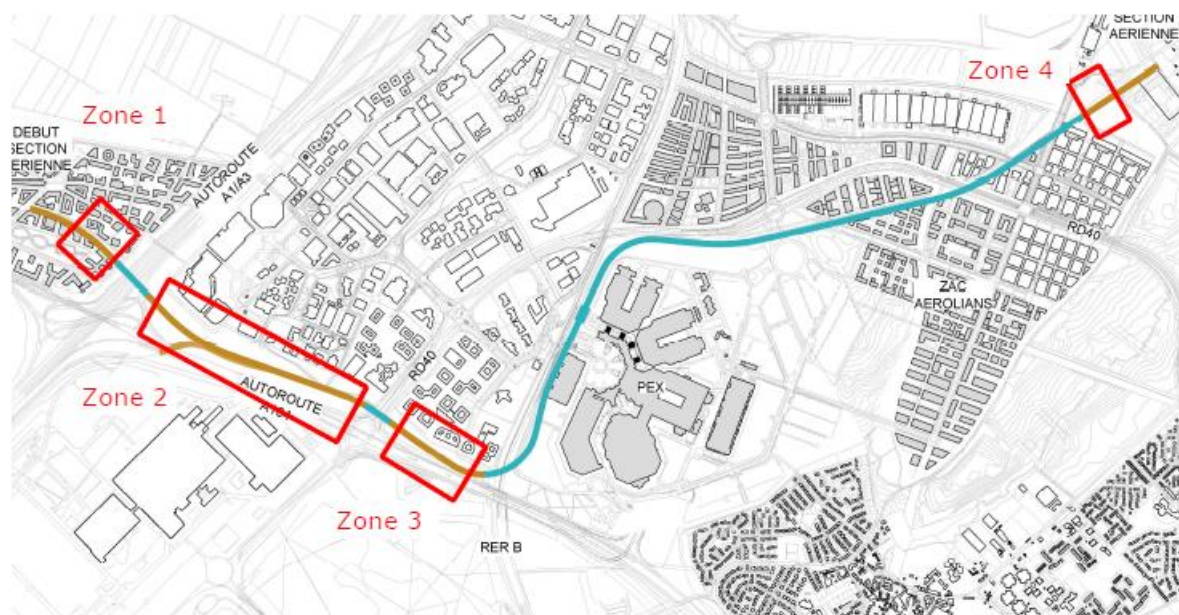 SECTION
AERIENNE
Zone 4
Zone 1
DEBUT
SECTION
AERIENNE
AUTOROUTE
A1/A3
RD40
ZAC
AEROLIANS
RD40
PEX
Zone 2
AUTOROUTE
Zone 3
RER B